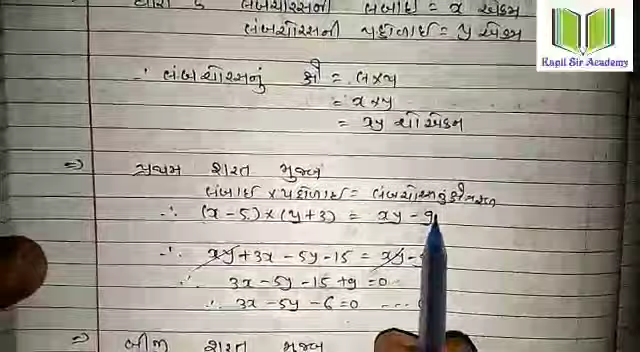 ધારો કે લંબચોરસની લંબાઈ = x એકમ
લંબચોરસની પહોળાઈ = y એકમ
Kapil Sir Academy
∴ લંબચોરસનું ક્ષે = લ×પ
= x × y
= xy ચો એકમ
⇒ પ્રથમ શરત મુજબ
લંબાઈ × પહોળાઈ = લંબચોરસનું ક્ષેત્રફળ
∴ (x - 5) × (y + 3) = xy - 9
∴ xy + 3x - 5y - 15 = xy -
∴ 3x - 5y - 15 + 9 = 0
∴ 3x - 5y - 6 = 0 ---
⇒ બીજી શરત મુજબ